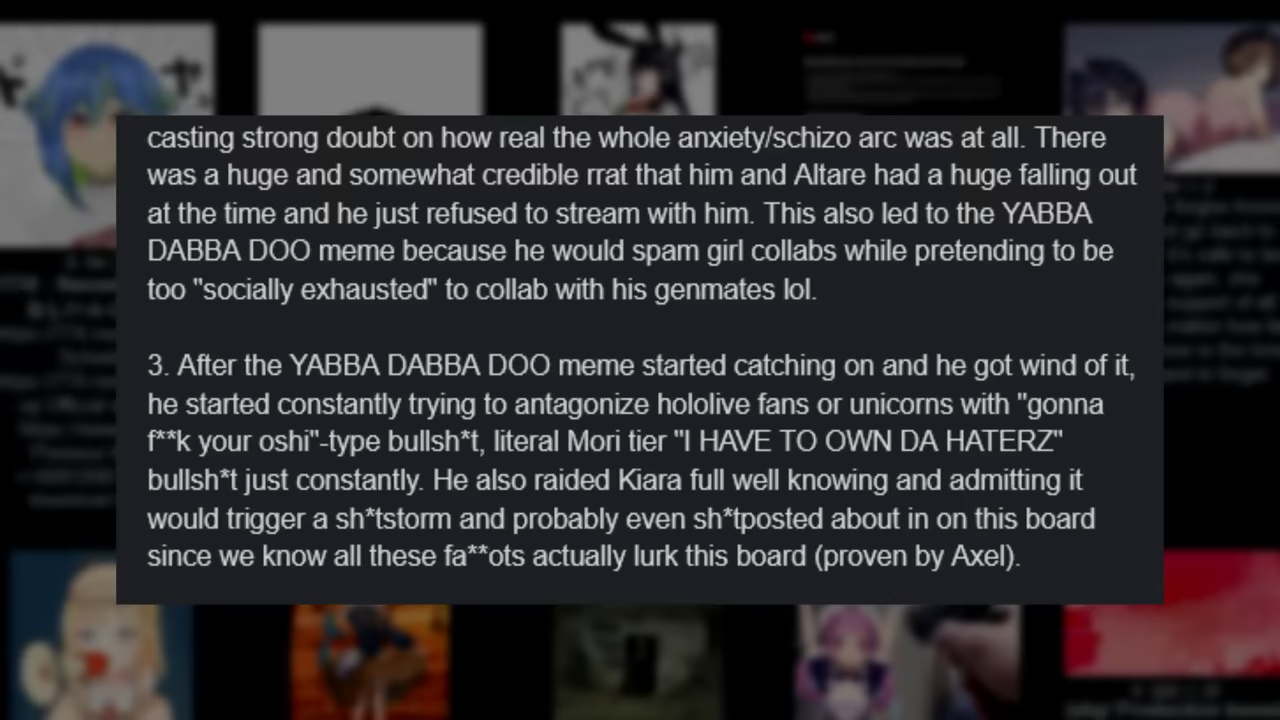 casting strong doubt on how real the whole anxiety/schizo arc was at all. There
was a huge and somewhat credible rrat that him and Altare had a huge falling out
at the time and he just refused to stream with him. This also led to the YABBA
DABBA DOO meme because he would spam girl collabs while pretending to be
too "socially exhausted" to collab with his genmates lol.
3. After the YABBA DABBA DOO meme started catching on and he got wind of it,
he started constantly trying to antagonize hololive fans or unicorns with "gonna
f**k your oshi"-type bullsh*t, literal Mori tier "I HAVE TO OWN DA HATERZ"
bullsh*t just constantly. He also raided Kiara full well knowing and admitting it
would trigger a sh*tstorm and probably even sh*tposted about in on this board
since we know all these fa**ots actually lurk this board (proven by Axel).